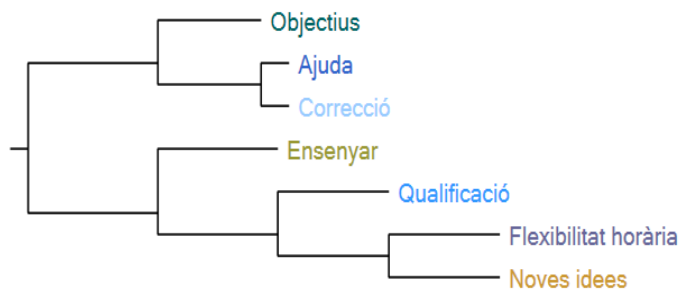 Objectius
Ajuda
Correcció
Ensenyar
Qualificació
Flexibilitat horària
Noves idees